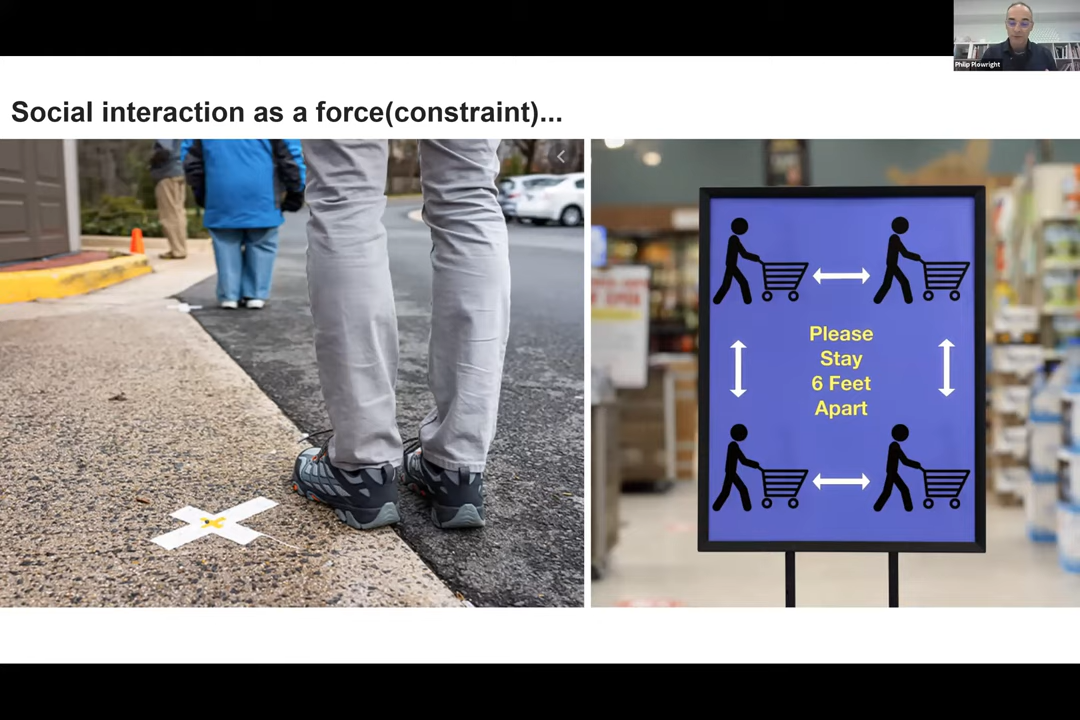 Philip Plowright
Social interaction as a force(constraint)...
Please
Stay
6 Feet
Apart